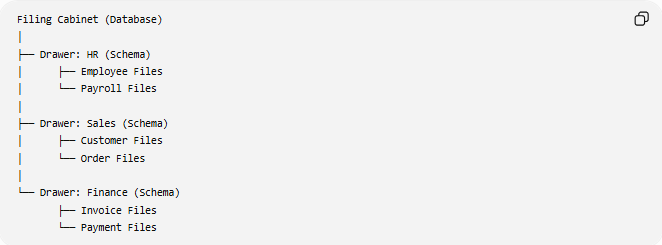 Filing Cabinet (Database)
│
├── Drawer: HR (Schema)
│     ├── Employee Files
│     └── Payroll Files
│
├── Drawer: Sales (Schema)
│     ├── Customer Files
│     └── Order Files
│
└── Drawer: Finance (Schema)
      ├── Invoice Files
      └── Payment Files